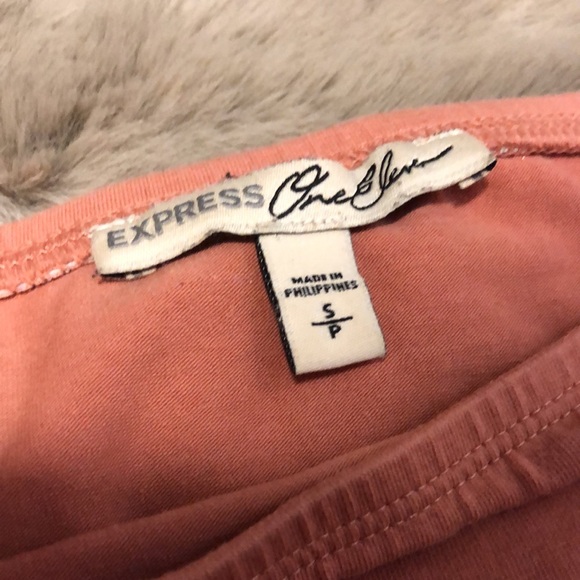 EXPRESS One Eleven
MADE IN
PHILIPPINES
S
P